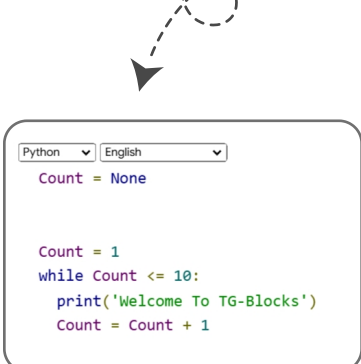 Python English
Count = None
Count = 1
while Count <= 10:
  print('Welcome To TG-Blocks')
  Count = Count + 1